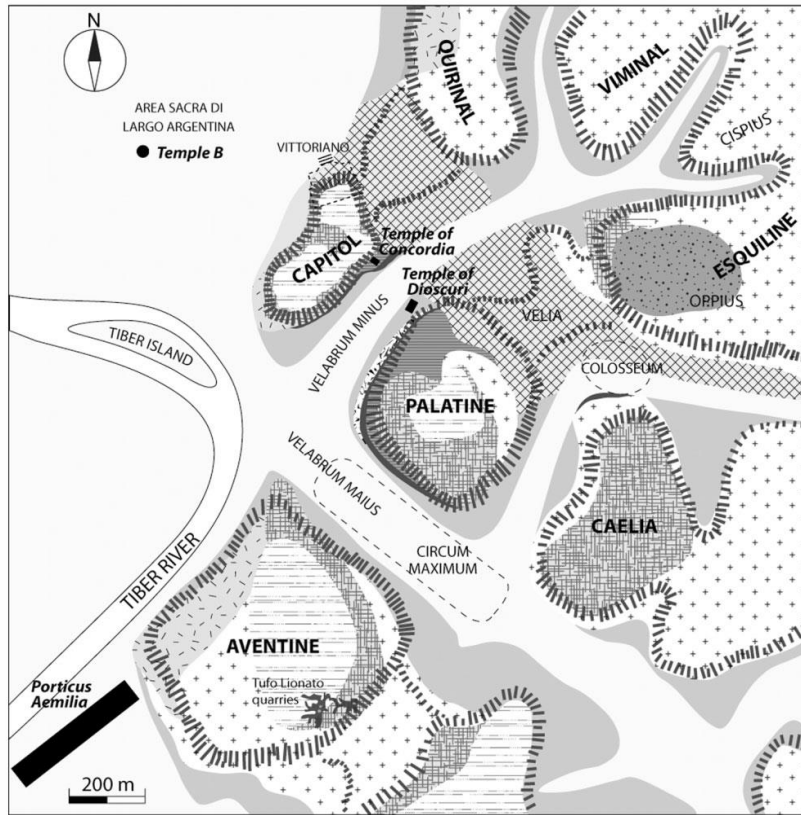 N
AREA SACRA DI
LARGO ARGENTINA
Temple B
VITTORIANO
QUIRINAL
VIMINAL
CISPIUS
CAPITOL
Temple of
Concordia
Temple of
Dioscuri
ESQUILINE
OPPIUS
TIBER ISLAND
VELABRUM MINUS
VELIA
COLOSSEUM
PALATINE
VELABRUM MAIUS
CIRCUM
MAXIMUM
CAELIA
TIBER RIVER
AVENTINE
Tufo Lionato
quarries
Porticus
Aemilia
200 m